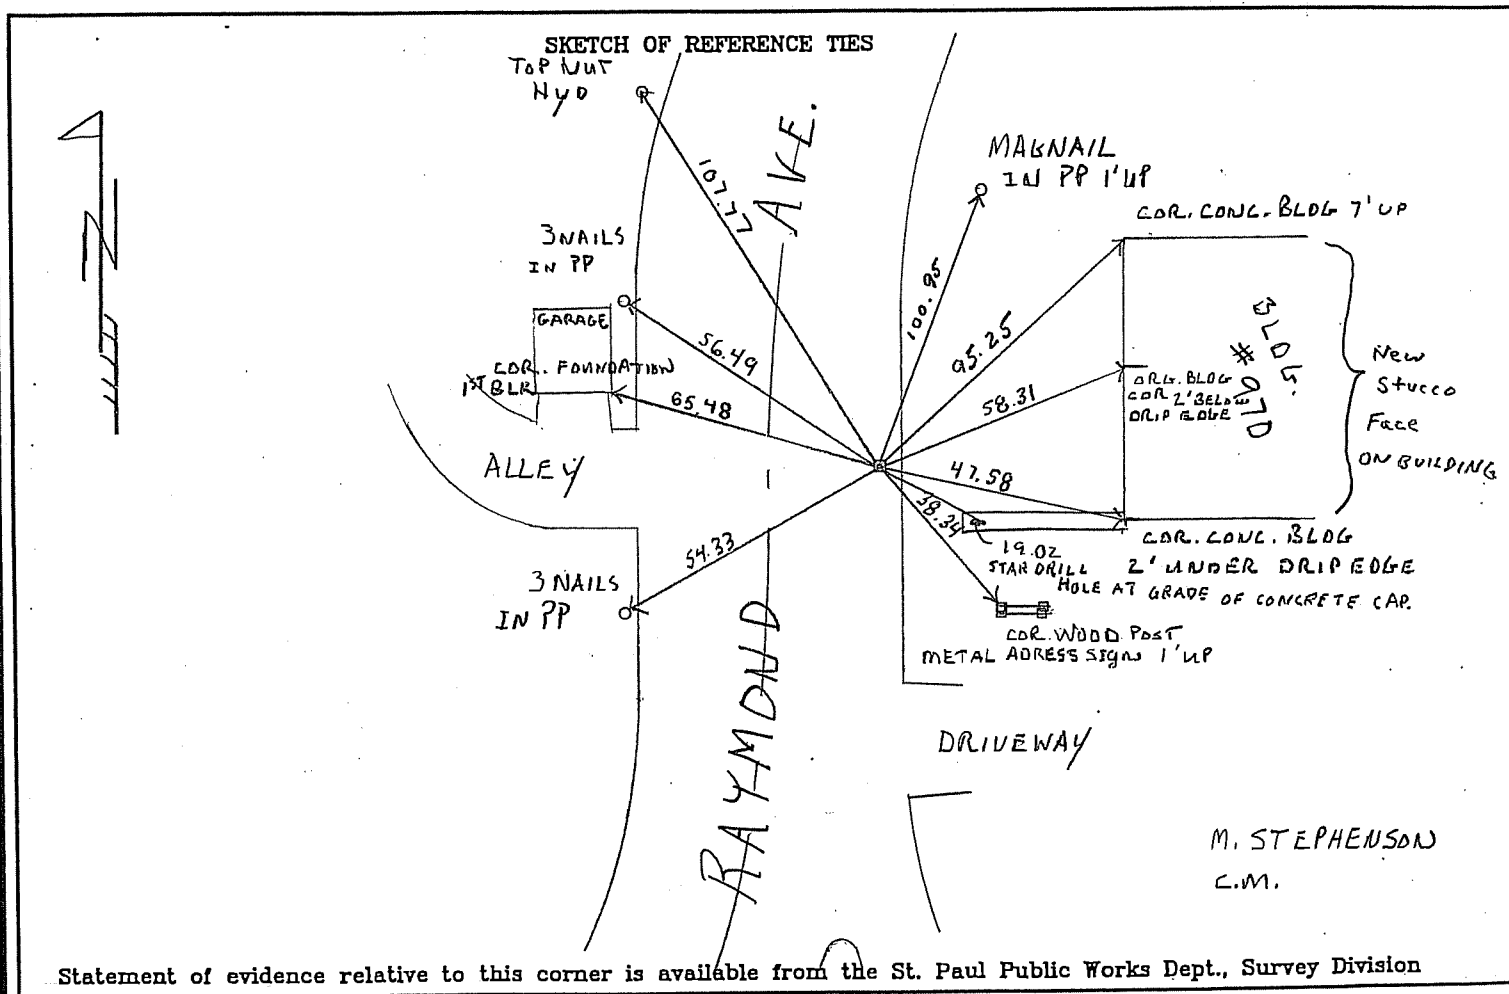 SKETCH OF REFERENCE TIES
TOP NUT
HYD
107.77
AVE.
MAGNAIL
IN PP 1' UP
COR. CONC. BLDG 7' UP
3 NAILS
IN PP
100.95
95.25
GARAGE
56.49
COR. FOUNDATION
1ST BLK
65.48
58.31
ORG. BLDG
COR 2' BELOW
DRIP EDGE
BLDG.
#970
New
Stucco
Face
ON BUILDING
ALLEY
47.58
38.34
54.33
19.02
STAR DRILL
HOLE AT GRADE OF CONCRETE CAP.
COR. CONC. BLDG
2' UNDER DRIP EDGE
3 NAILS
IN PP
COR. WOOD POST
METAL ADRESS SIGN 1' UP
RAYMOND
DRIVEWAY
M. STEPHENSON
C.M.
Statement of evidence relative to this corner is available from the St. Paul Public Works Dept., Survey Division